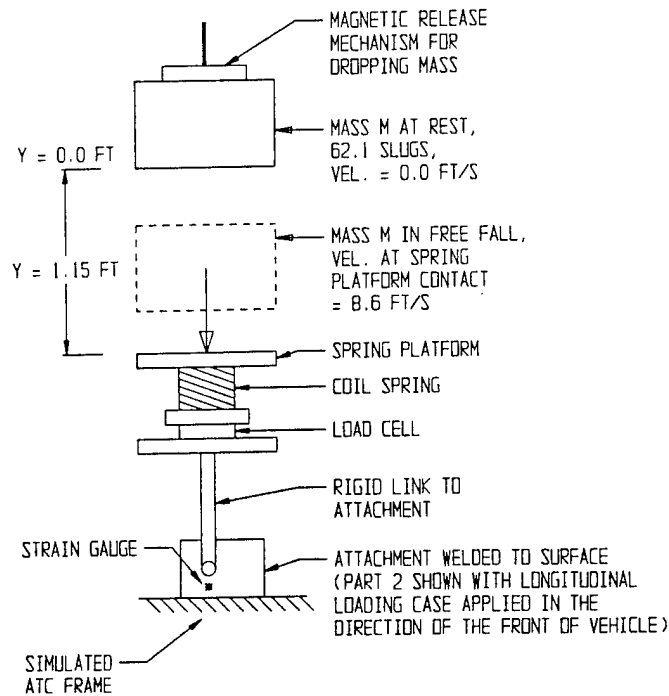 MAGNETIC RELEASE
MECHANISM FOR
DROPPING MASS
Y = 0.0 FT
MASS M AT REST,
62.1 SLUGS,
VEL. = 0.0 FT/S
Y = 1.15 FT
MASS M IN FREE FALL,
VEL. AT SPRING
PLATFORM CONTACT
= 8.6 FT/S
SPRING PLATFORM
COIL SPRING
LOAD CELL
RIGID LINK TO
ATTACHMENT
STRAIN GAUGE
ATTACHMENT WELDED TO SURFACE
(PART 2 SHOWN WITH LONGITUDINAL
LOADING CASE APPLIED IN THE
DIRECTION OF THE FRONT OF VEHICLE)
SIMULATED
ATC FRAME